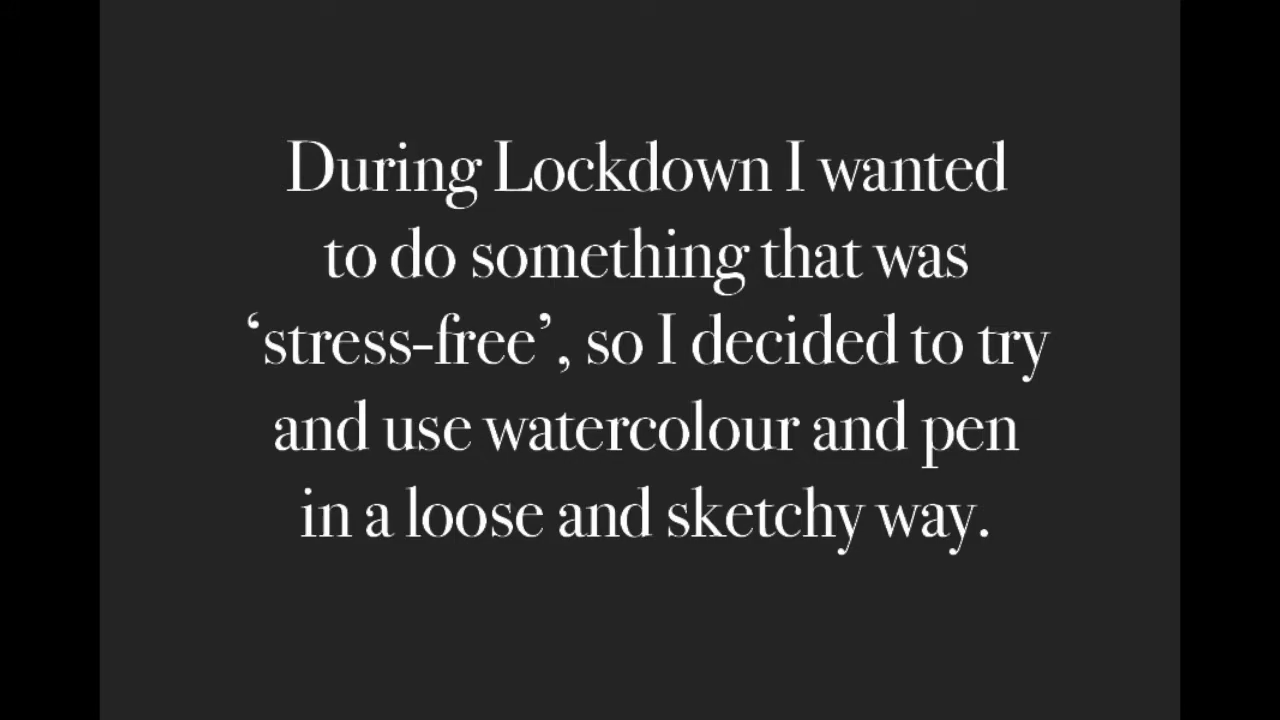 During Lockdown I wanted
to do something that was
‘stress-free’, so I decided to try
and use watercolour and pen
in a loose and sketchy way.